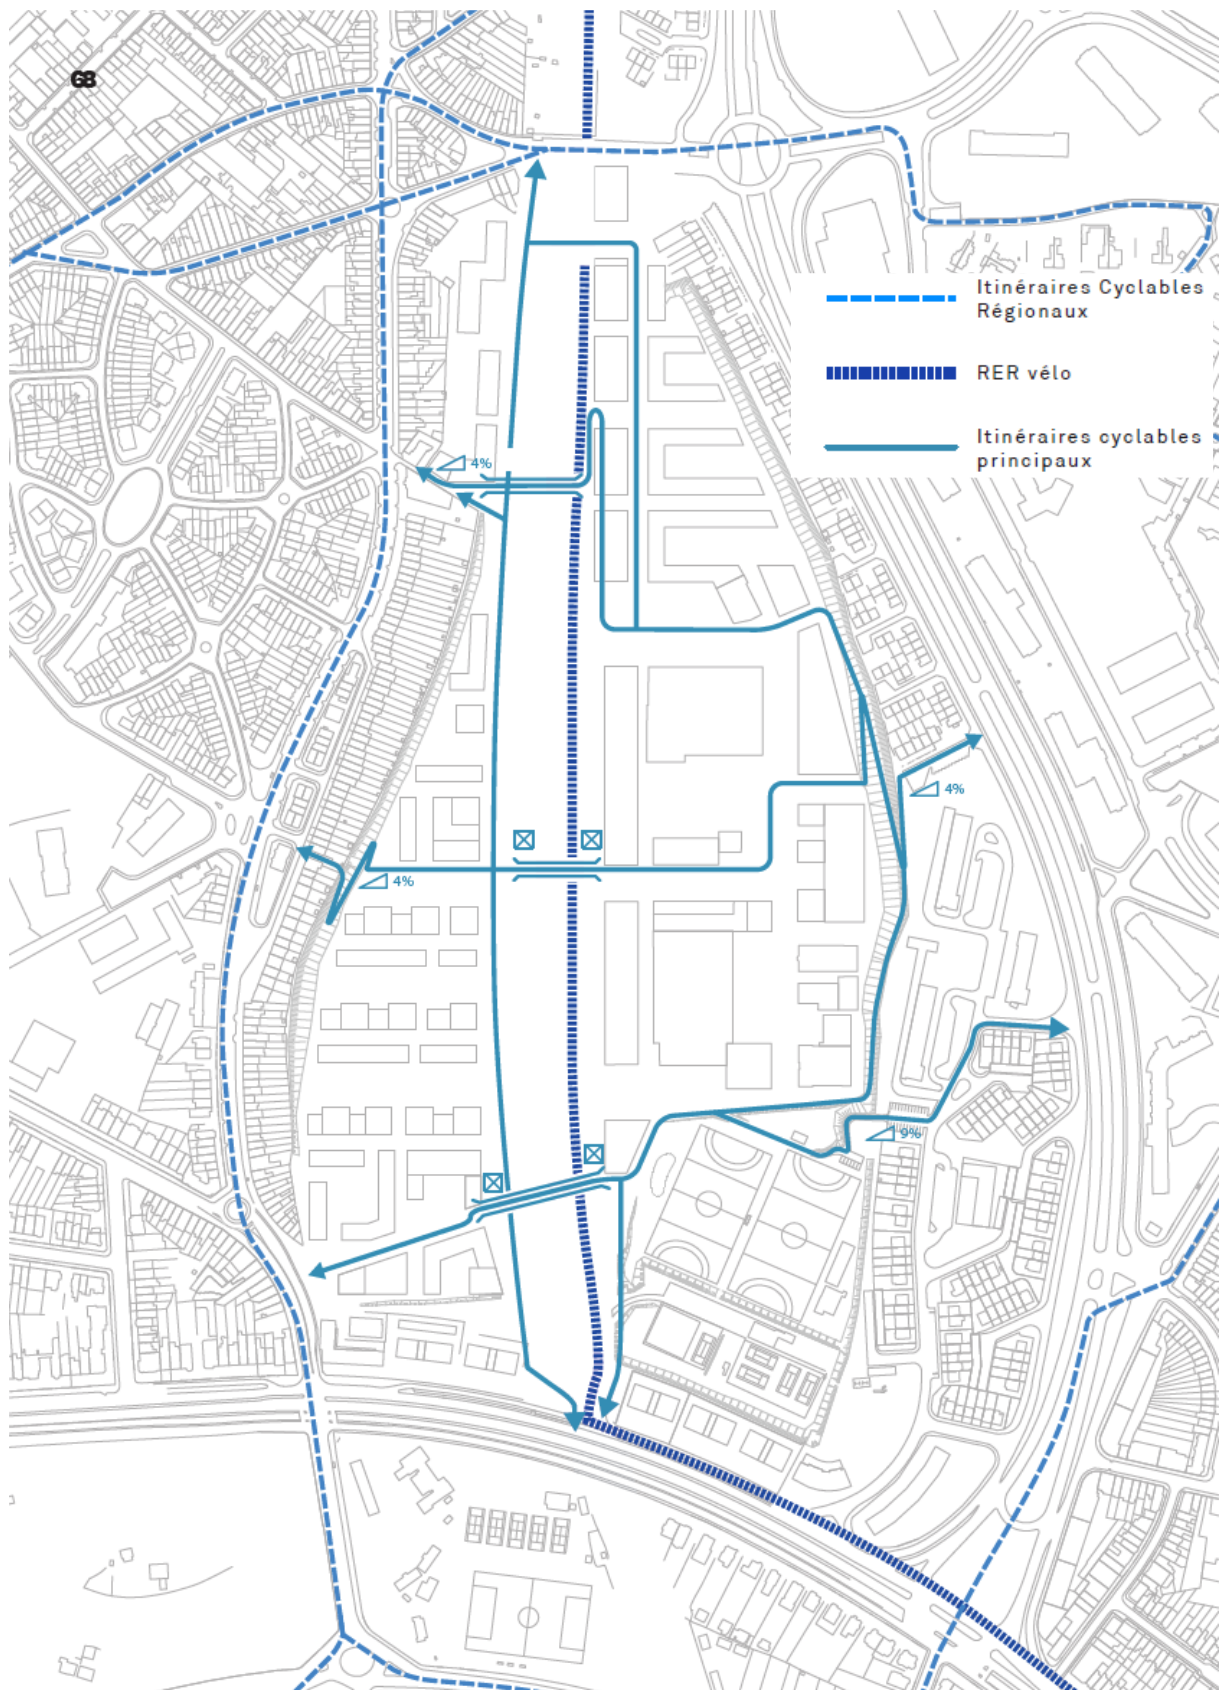 68
Itinéraires Cyclables
Régionaux
RER vélo
Itinéraires cyclables
principaux
4%
4%
4%
9%